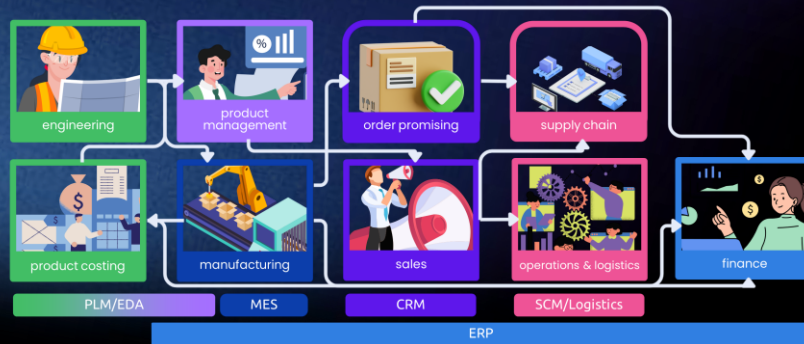 engineering
product
management
order promising
supply chain
product costing
manufacturing
sales
operations & logistics
finance
PLM/EDA
MES
CRM
SCM/Logistics
ERP